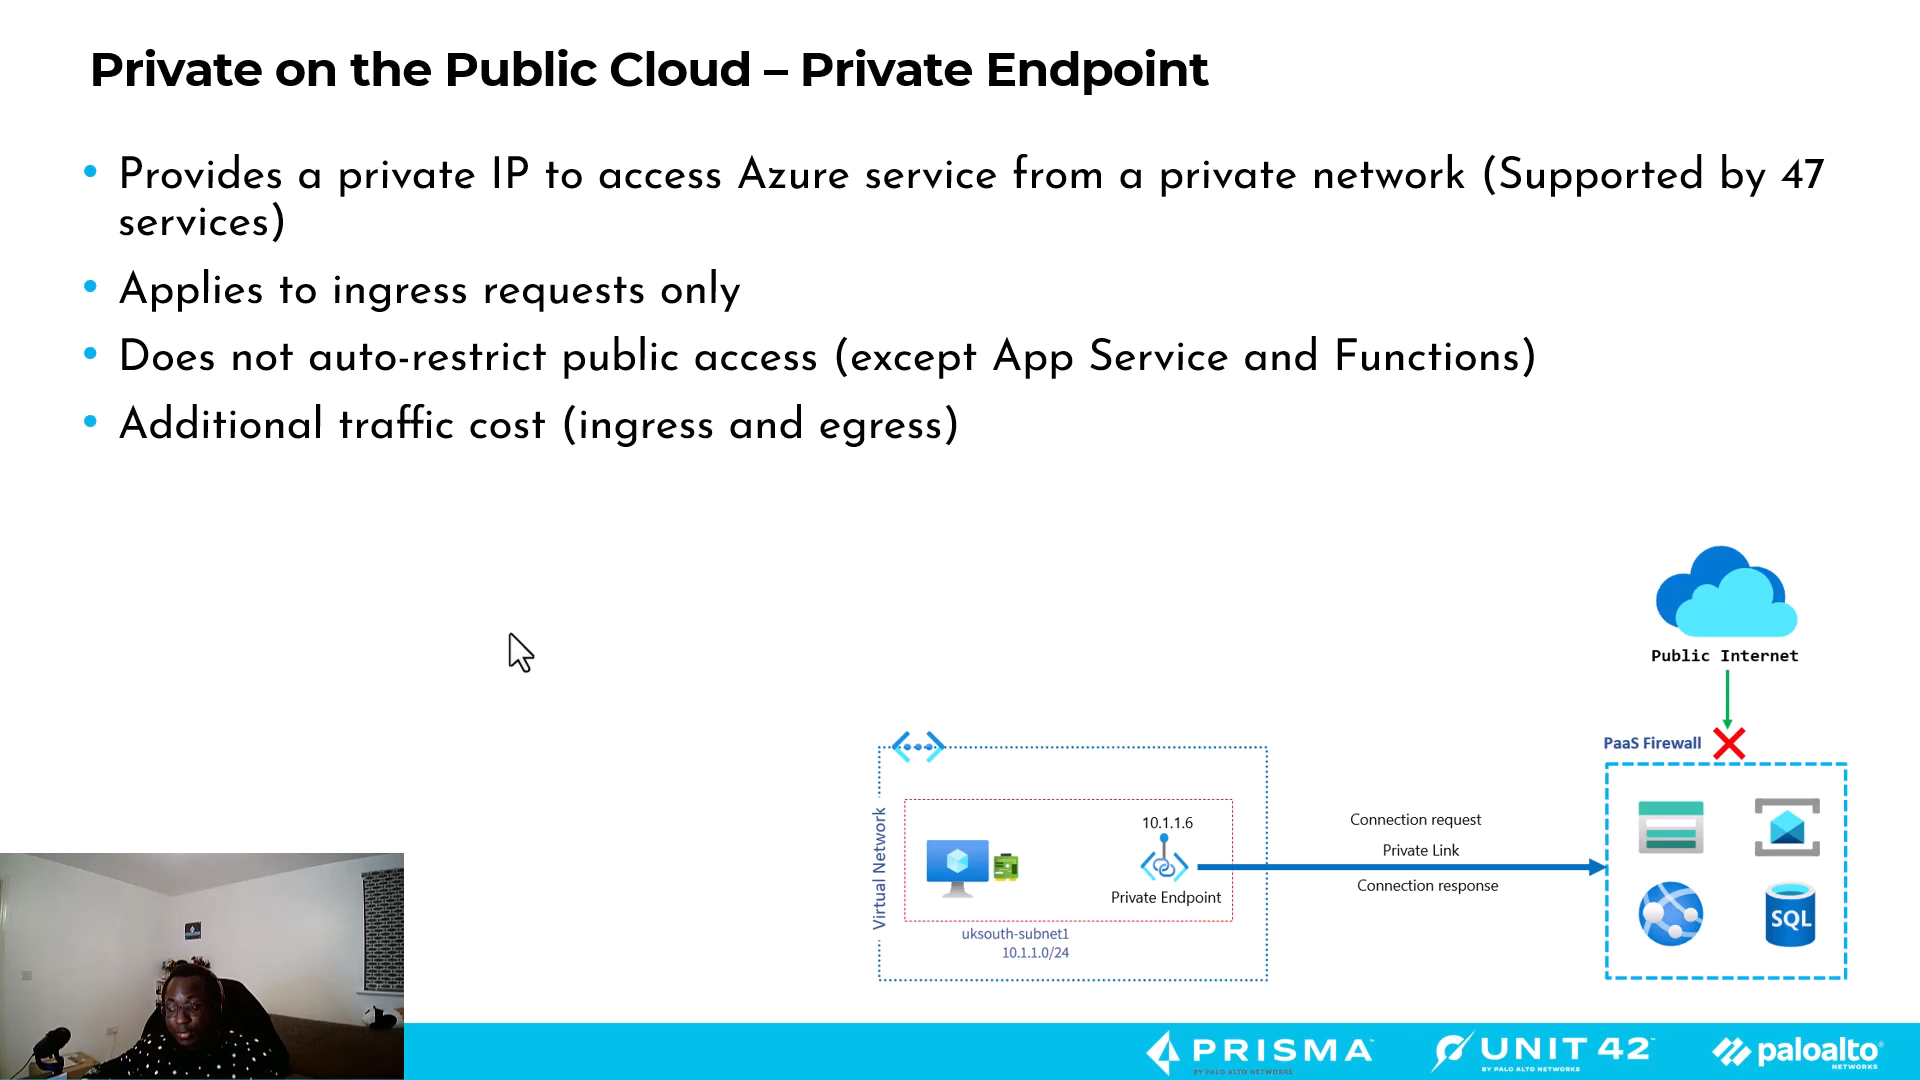 Private on the Public Cloud – Private Endpoint
• Provides a private IP to access Azure service from a private network (Supported by 47
services)
• Applies to ingress requests only
• Does not auto-restrict public access (except App Service and Functions)
• Additional traffic cost (ingress and egress)
Public Internet
PaaS Firewall
Virtual Network
10.1.1.6
Private Endpoint
uksouth-subnet1
10.1.1.0/24
Connection request
Private Link
Connection response
SQL
PRISMA™
BY PALO ALTO NETWORKS
UNIT 42™
BY PALO ALTO NETWORKS
paloalto®
NETWORKS